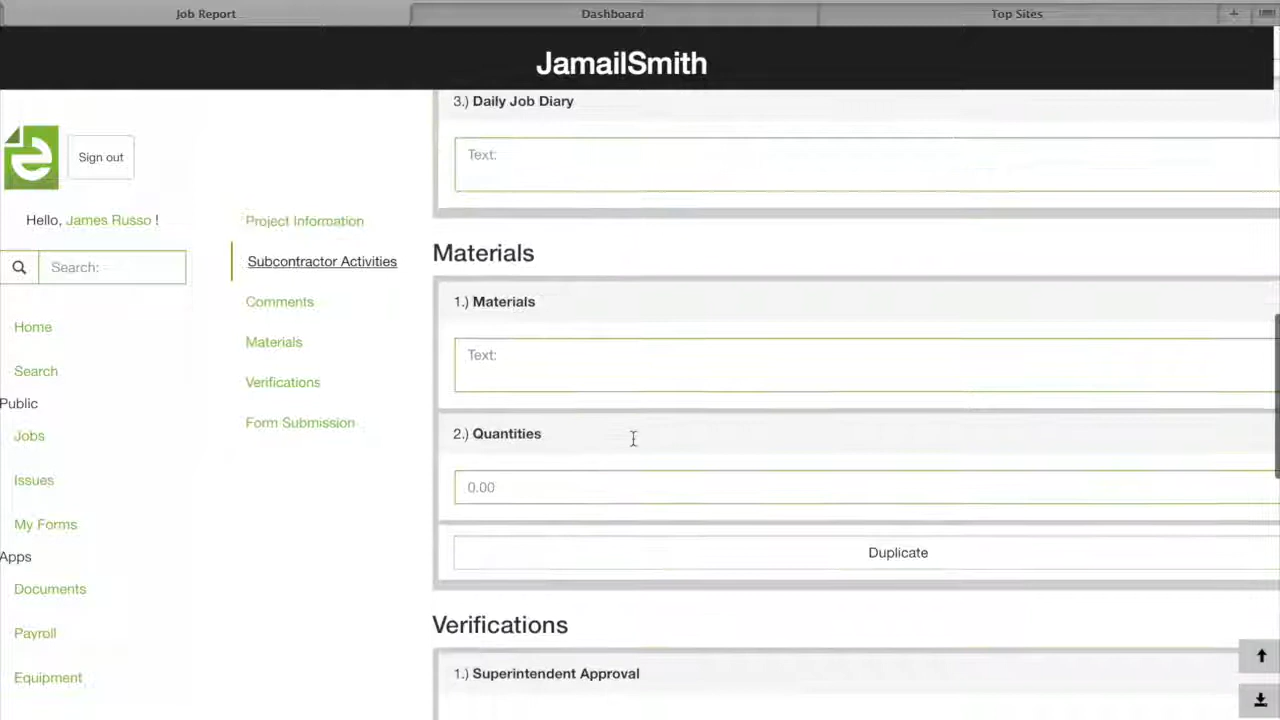 Job Report
Dashboard
Top Sites
JamailSmith
Sign out
Hello, James Russo !
Search:
Home
Search
Public
Jobs
Issues
My Forms
Apps
Documents
Payroll
Equipment
Project Information
Subcontractor Activities
Comments
Materials
Verifications
Form Submission
3.) Daily Job Diary
Text:
Materials
1.) Materials
Text:
2.) Quantities
0.00
Duplicate
Verifications
1.) Superintendent Approval